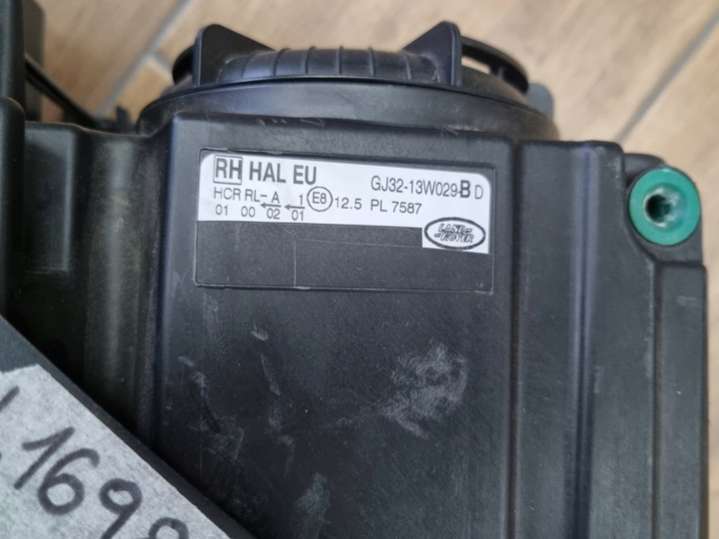 RH HAL EU
GJ32-13W029-B D
HCR RL-A 1 E8 12.5 PL 7587
01 00 02 01
LAND
ROVER
1698